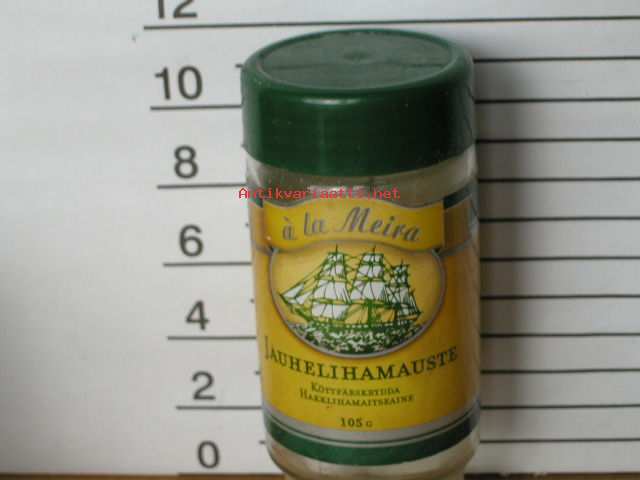 12
10
8
Antikvariaatti.net
à la Meira
6
4
JAUHELIHAMAUSTE
KÖTTFÄRSKRYDDA
HAKKLIHAMAITSEAINE
2
105 G
0